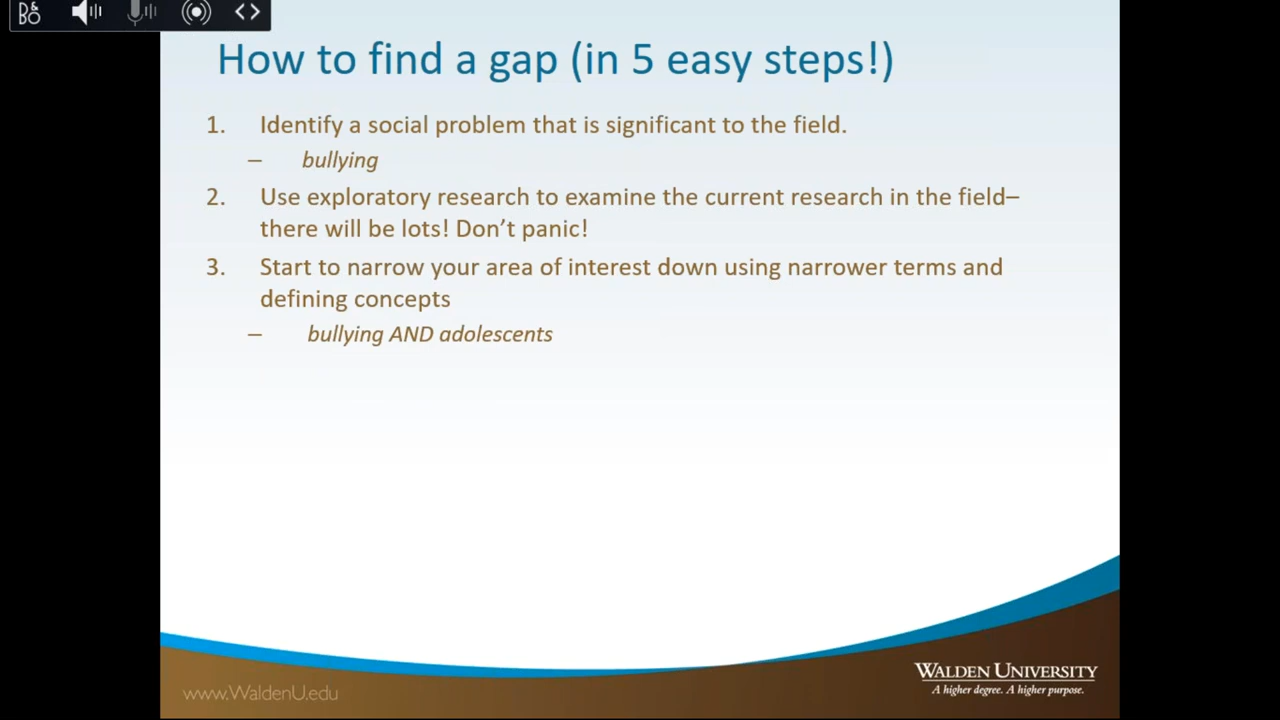 B&O
How to find a gap (in 5 easy steps!)
1. Identify a social problem that is significant to the field.
– bullying
2. Use exploratory research to examine the current research in the field–
there will be lots! Don’t panic!
3. Start to narrow your area of interest down using narrower terms and
defining concepts
– bullying AND adolescents
WALDEN UNIVERSITY
A higher degree. A higher purpose.
www.WaldenU.edu